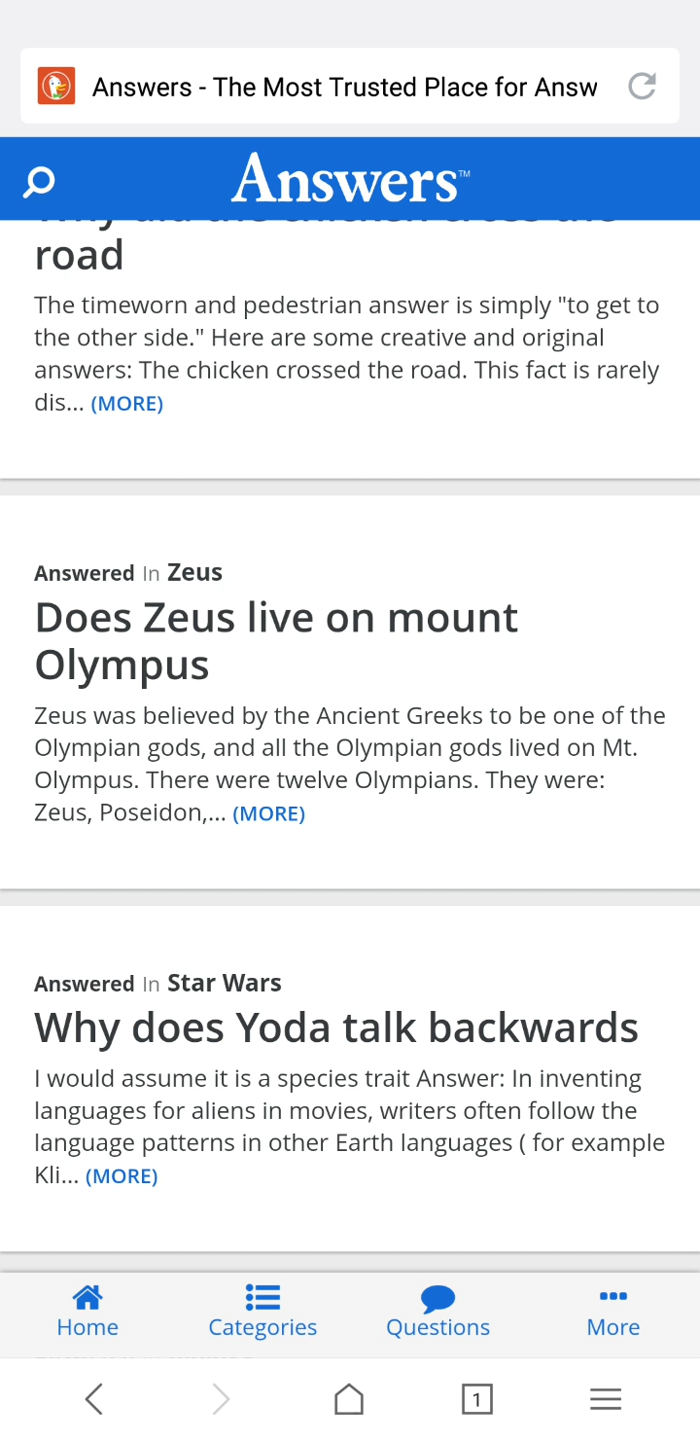 Answers - The Most Trusted Place for Answ
Answers™
Why did the chicken cross the
road
The timeworn and pedestrian answer is simply "to get to
the other side." Here are some creative and original
answers: The chicken crossed the road. This fact is rarely
dis... (MORE)
Answered In Zeus
Does Zeus live on mount
Olympus
Zeus was believed by the Ancient Greeks to be one of the
Olympian gods, and all the Olympian gods lived on Mt.
Olympus. There were twelve Olympians. They were:
Zeus, Poseidon,... (MORE)
Answered In Star Wars
Why does Yoda talk backwards
I would assume it is a species trait Answer: In inventing
languages for aliens in movies, writers often follow the
language patterns in other Earth languages ( for example
Kli... (MORE)
Home Categories Questions More
1